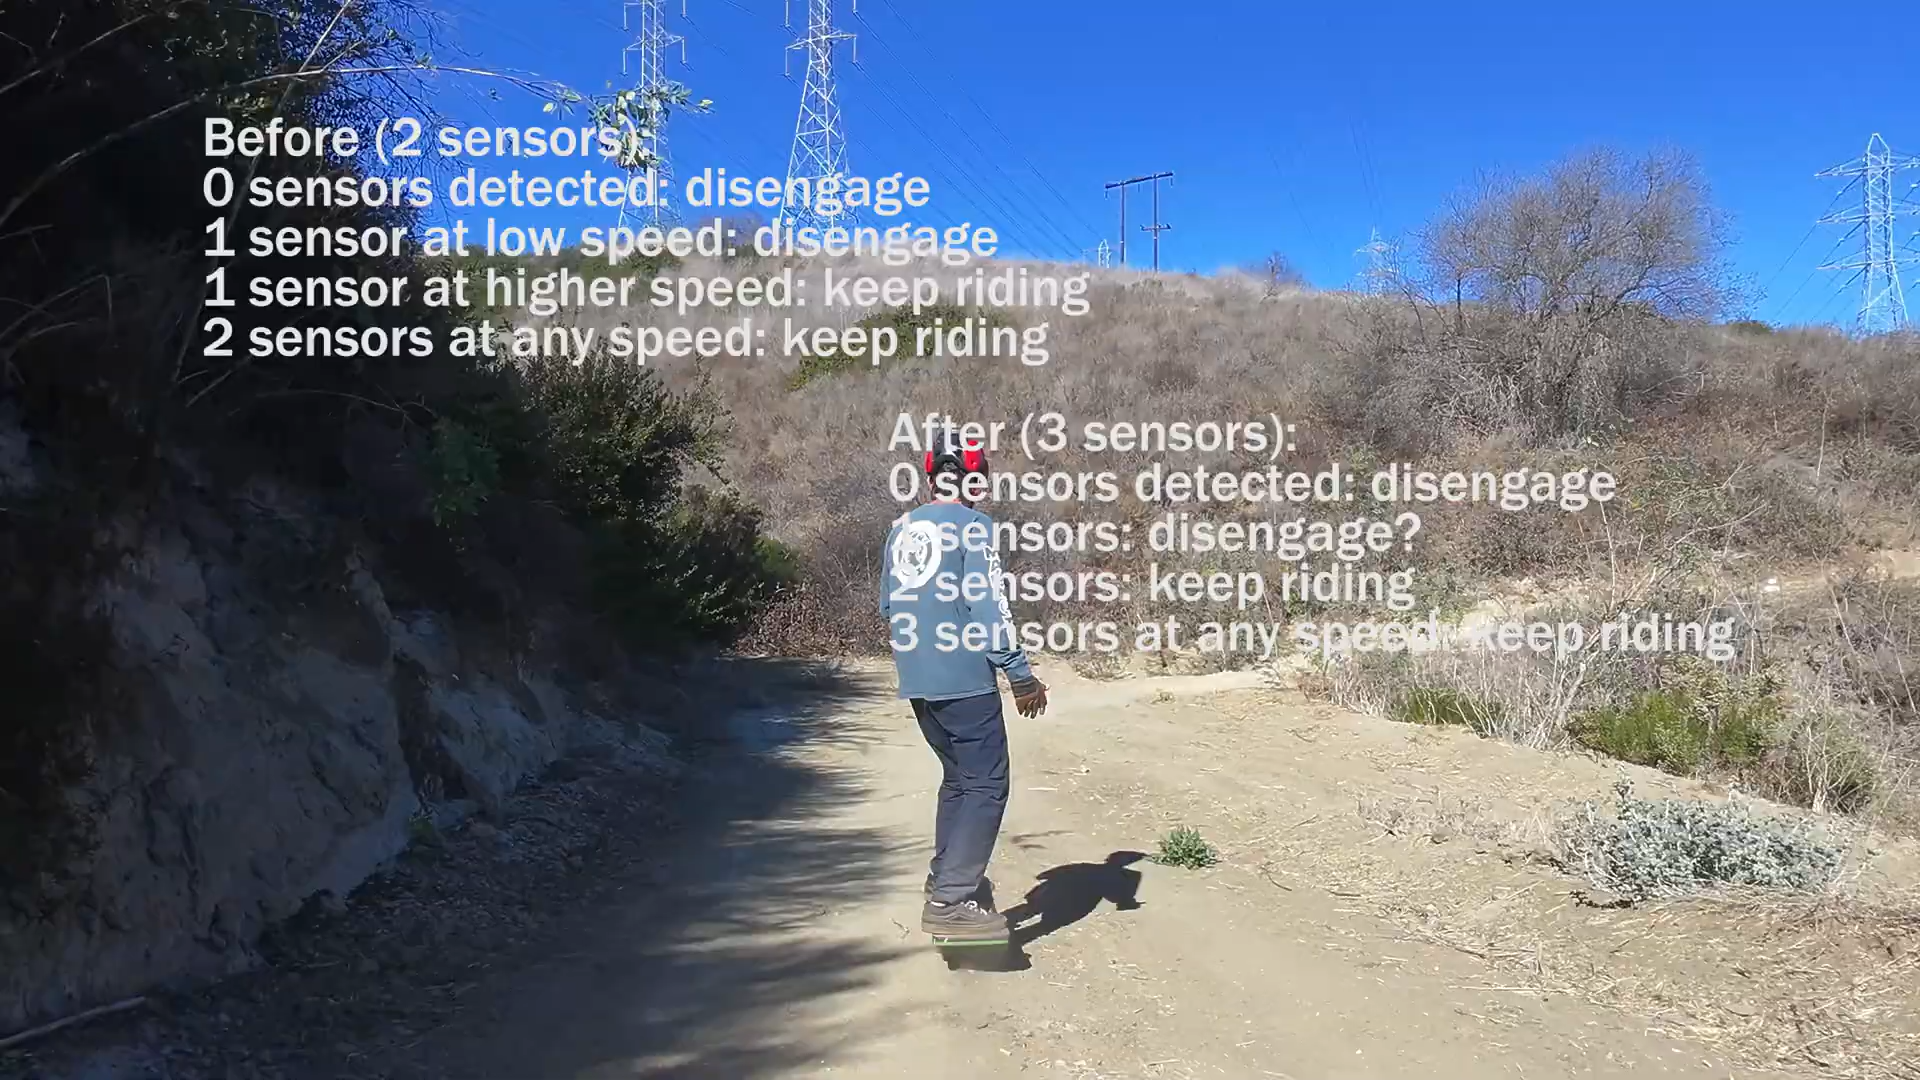 Before (2 sensors):
0 sensors detected: disengage
1 sensor at low speed: disengage
1 sensor at higher speed: keep riding
2 sensors at any speed: keep riding
After (3 sensors):
0 sensors detected: disengage
1 sensors: disengage?
2 sensors: keep riding
3 sensors at any speed: keep riding